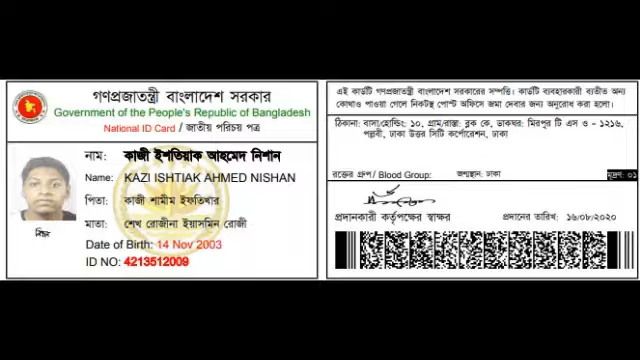 গণপ্রজাতন্ত্রী বাংলাদেশ সরকার
Government of the People's Republic of Bangladesh
National ID Card / জাতীয় পরিচয় পত্র
নাম: কাজী ইশতিয়াক আহমেদ নিশান
Name: KAZI ISHTIAK AHMED NISHAN
পিতা: কাজী শামীম ইফতিখার
মাতা: শেখ রোজীনা ইয়াসমিন রোজী
Date of Birth: 14 Nov 2003
ID NO: 4213512009
এই কার্ডটি গণপ্রজাতন্ত্রী বাংলাদেশ সরকারের সম্পত্তি। কার্ডটি ব্যবহারকারী ব্যতীত অন্য
কোথাও পাওয়া গেলে নিকটস্থ পোস্ট অফিসে জমা দেবার জন্য অনুরোধ করা হলো।
ঠিকানা: বাসা/হোল্ডিং: ১০, গ্রাম/রাস্তা: ব্লক কে, ডাকঘর: মিরপুর টি এস ও - ১২১৬,
পল্লবী, ঢাকা উত্তর সিটি কর্পোরেশন, ঢাকা
রক্তের গ্রুপ / Blood Group: জন্মস্থান: ঢাকা মুদ্রণ: ০১
প্রদানকারী কর্তৃপক্ষের স্বাক্ষর প্রদানের তারিখ: ১৬/০৮/২০২০